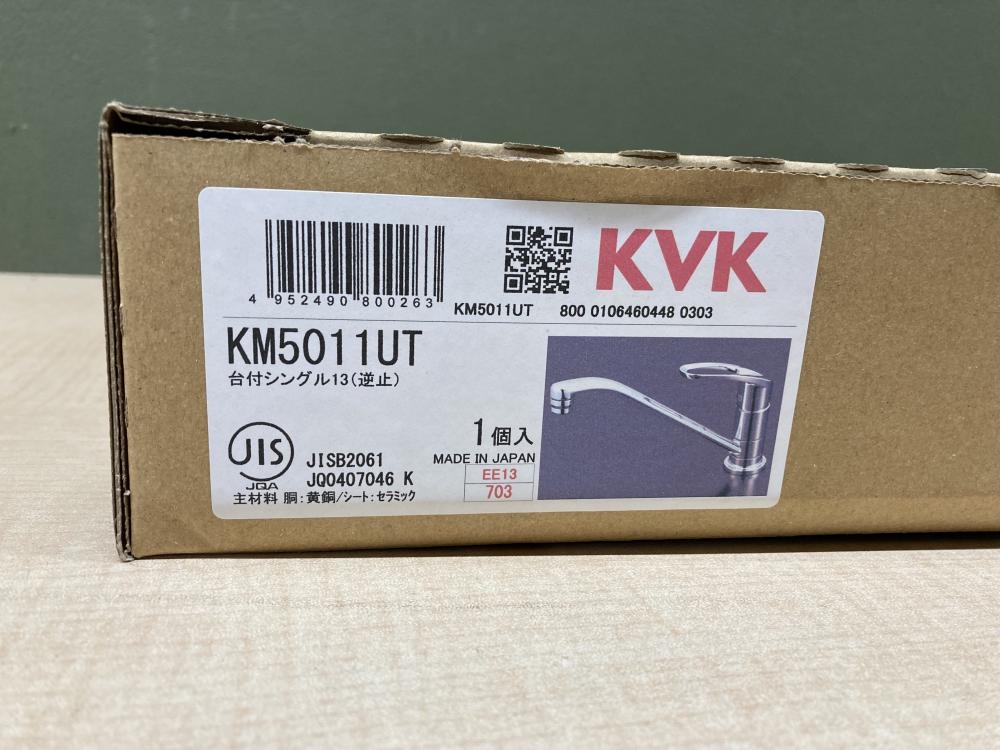 4 952490 800263
KVK
KM5011UT 800 0106460448 0303
KM5011UT
台付シングル13(逆止)
1個入
MADE IN JAPAN
JIS
JQA
JISB2061
JQ0407046 K
EE13
703
主材料 胴:黄銅/シート:セラミック